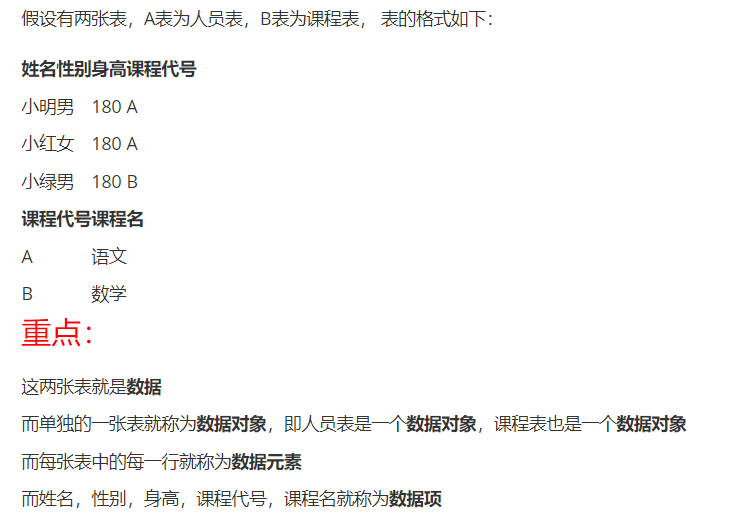 假设有两张表，A表为人员表，B表为课程表， 表的格式如下：
姓名性别身高课程代号
小明男 180 A
小红女 180 A
小绿男 180 B
课程代号课程名
A 语文
B 数学
重点：
这两张表就是数据
而单独的一张表就称为数据对象，即人员表是一个数据对象，课程表也是一个数据对象
而每张表中的每一行就称为数据元素
而姓名，性别，身高，课程代号，课程名就称为数据项